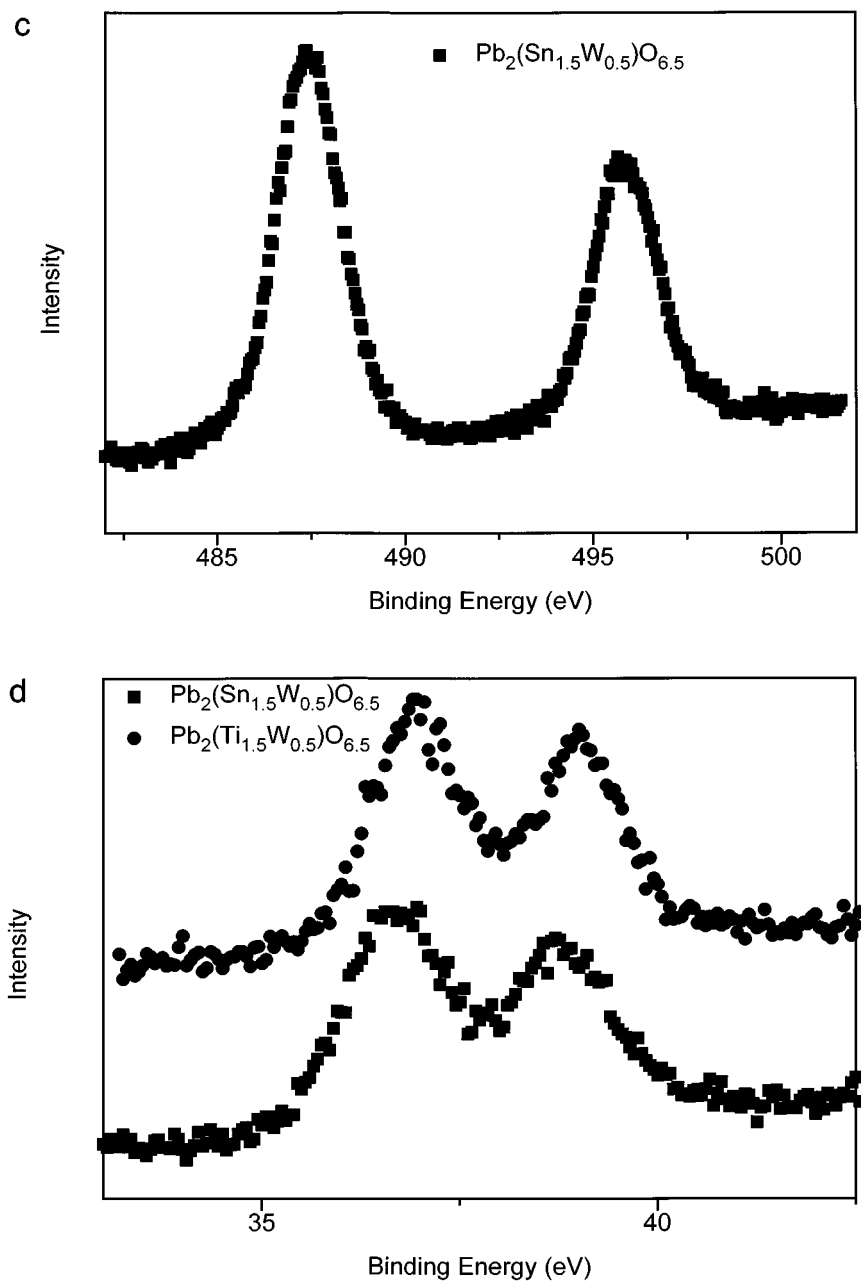 c
Pb2(Sn1.5W0.5)O6.5
Intensity
485 490 495 500
Binding Energy (eV)
d
Pb2(Sn1.5W0.5)O6.5
Pb2(Ti1.5W0.5)O6.5
Intensity
35 40
Binding Energy (eV)